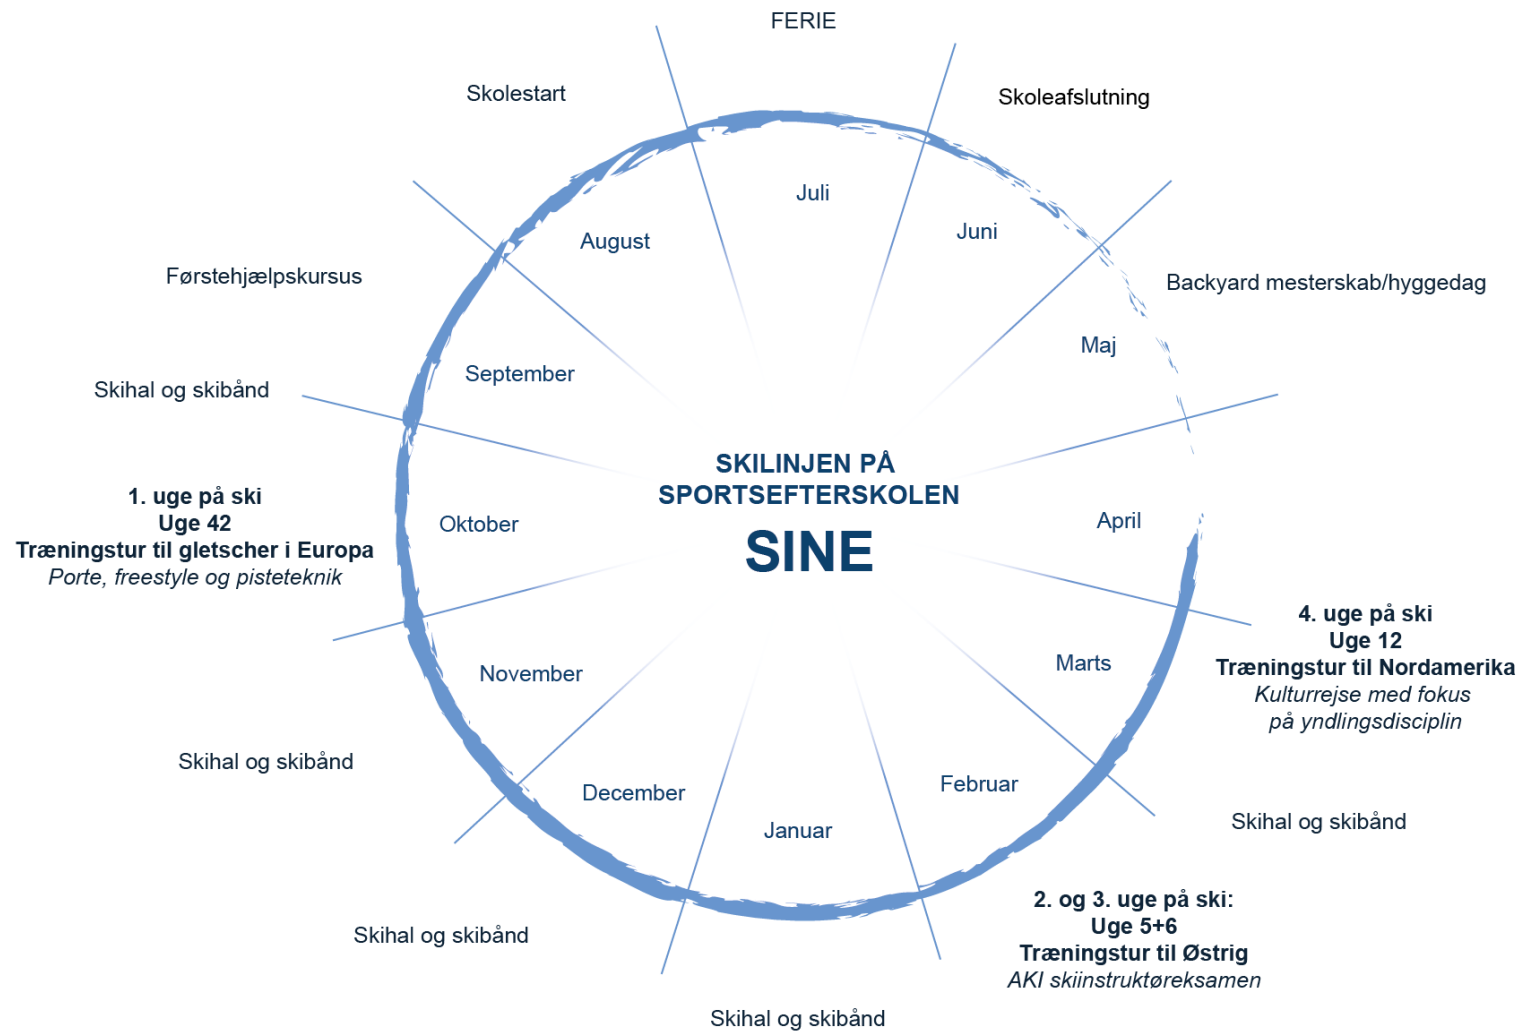 FERIE
Skolestart
Skoleafslutning
Juli
Juni
August
Førstehjælpskursus
Backyard mesterskab/hyggedag
Maj
September
Skihal og skibånd
SKILINJEN PÅ
SPORTSEFTERSKOLEN
SINE
1. uge på ski
Uge 42
Træningstur til gletscher i Europa
Porte, freestyle og pisteteknik
Oktober
April
4. uge på ski
Uge 12
Træningstur til Nordamerika
Kulturrejse med fokus
på yndlingsdisciplin
Marts
November
Skihal og skibånd
December
Februar
Januar
Skihal og skibånd
2. og 3. uge på ski:
Uge 5+6
Træningstur til Østrig
AKI skiinstruktøreksamen
Skihal og skibånd
Skihal og skibånd